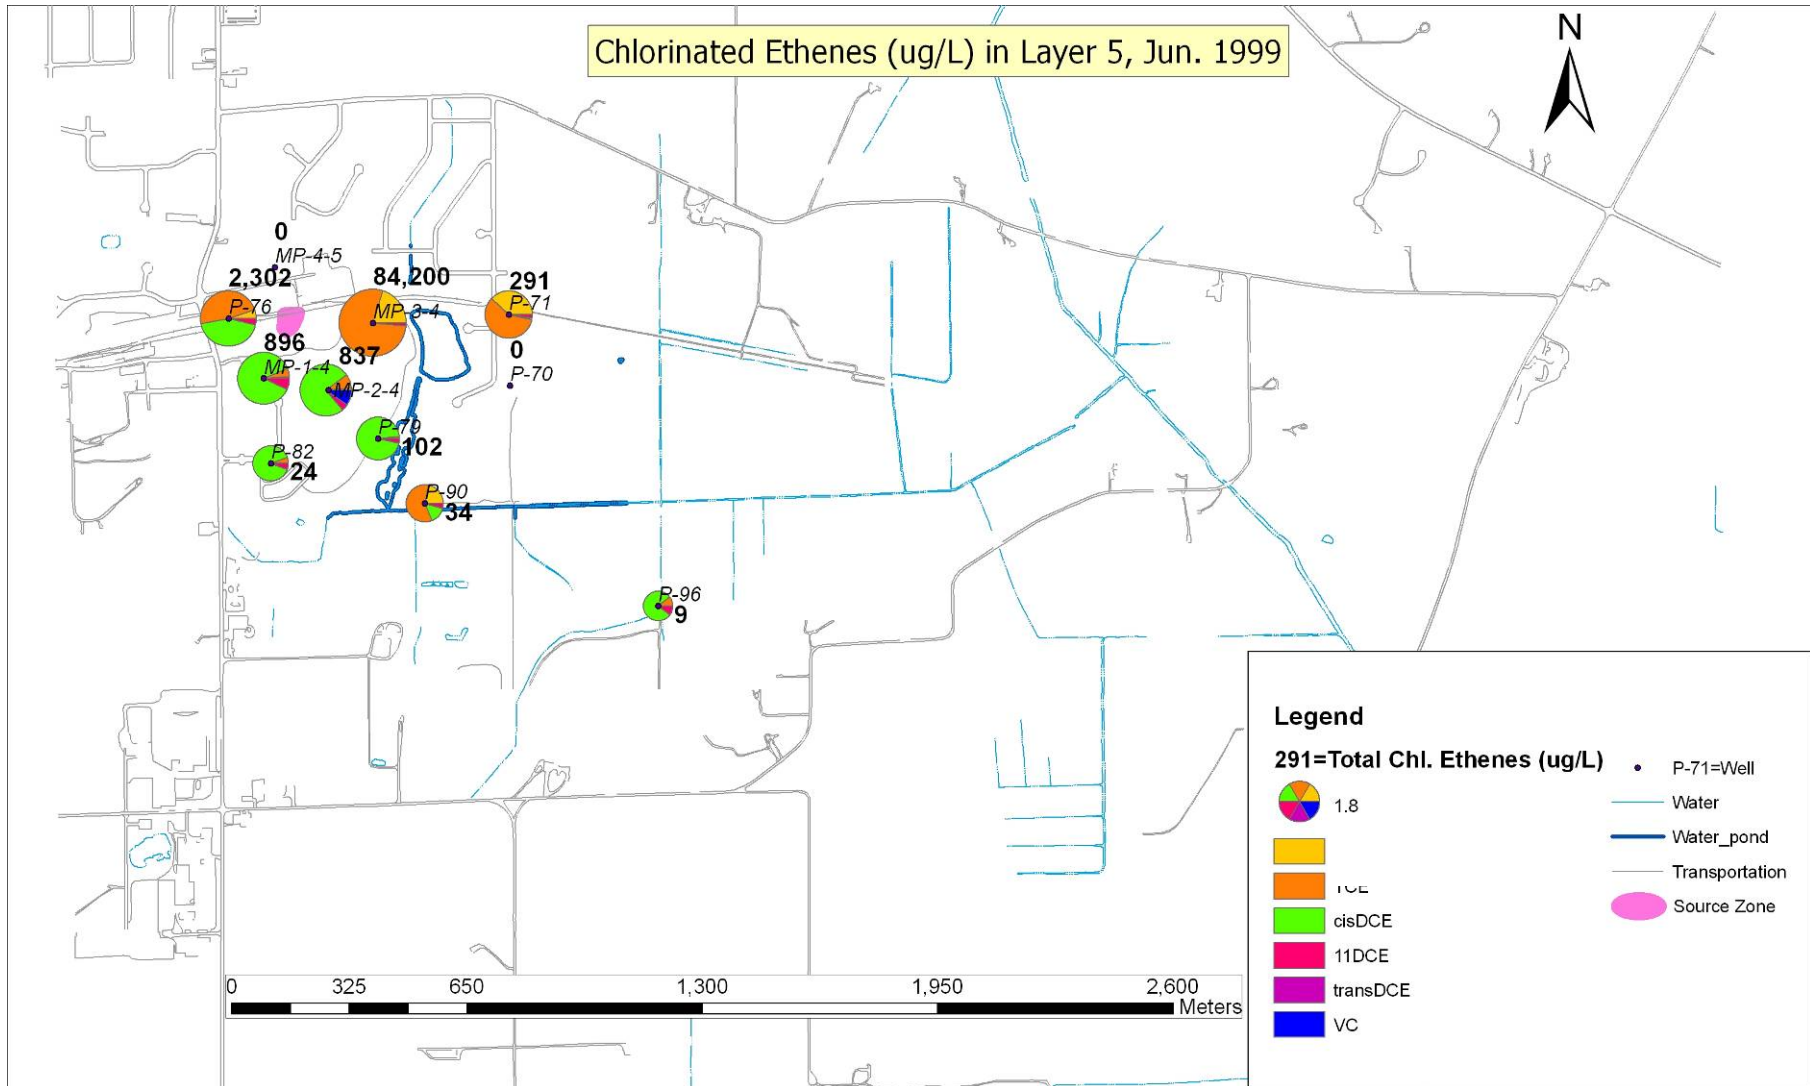 Chlorinated Ethenes (ug/L) in Layer 5, Jun. 1999
N
0
MP-4-5
2,302
P-76
84,200
MP-3-4
291
P-71
0
P-70
896
MP-1-4
837
MP-2-4
P-79
102
P-82
24
P-90
34
P-96
9
Legend
291=Total Chl. Ethenes (ug/L)
1.8
cisDCE
11DCE
transDCE
VC
P-71=Well
Water
Water_pond
Transportation
Source Zone
0 325 650 1,300 1,950 2,600
Meters